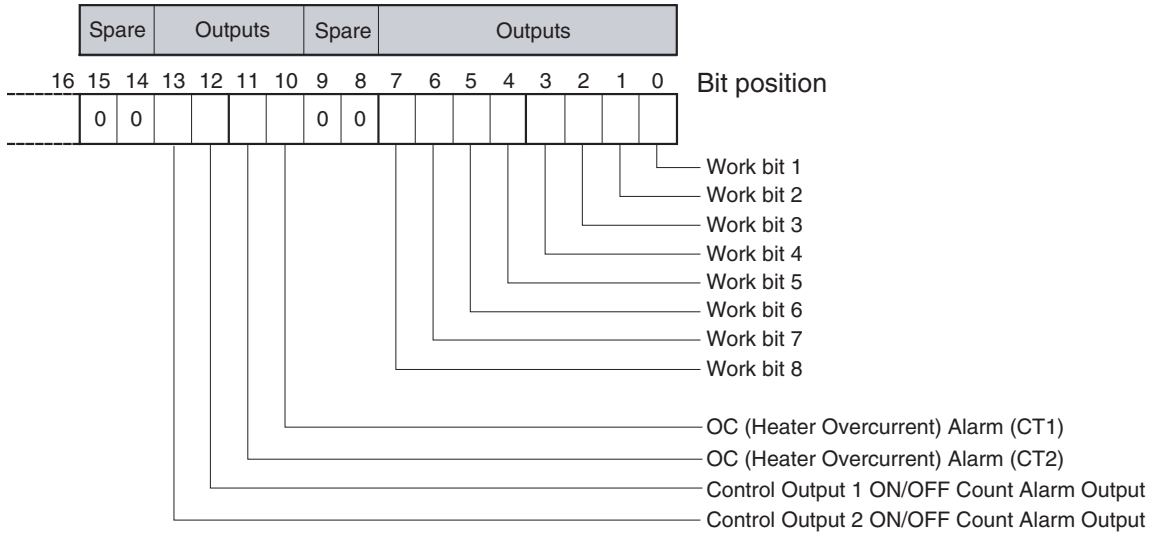 Spare Outputs Spare Outputs
16 15 14 13 12 11 10 9 8 7 6 5 4 3 2 1 0 Bit position
0 0 0 0
Work bit 1
Work bit 2
Work bit 3
Work bit 4
Work bit 5
Work bit 6
Work bit 7
Work bit 8
OC (Heater Overcurrent) Alarm (CT1)
OC (Heater Overcurrent) Alarm (CT2)
Control Output 1 ON/OFF Count Alarm Output
Control Output 2 ON/OFF Count Alarm Output